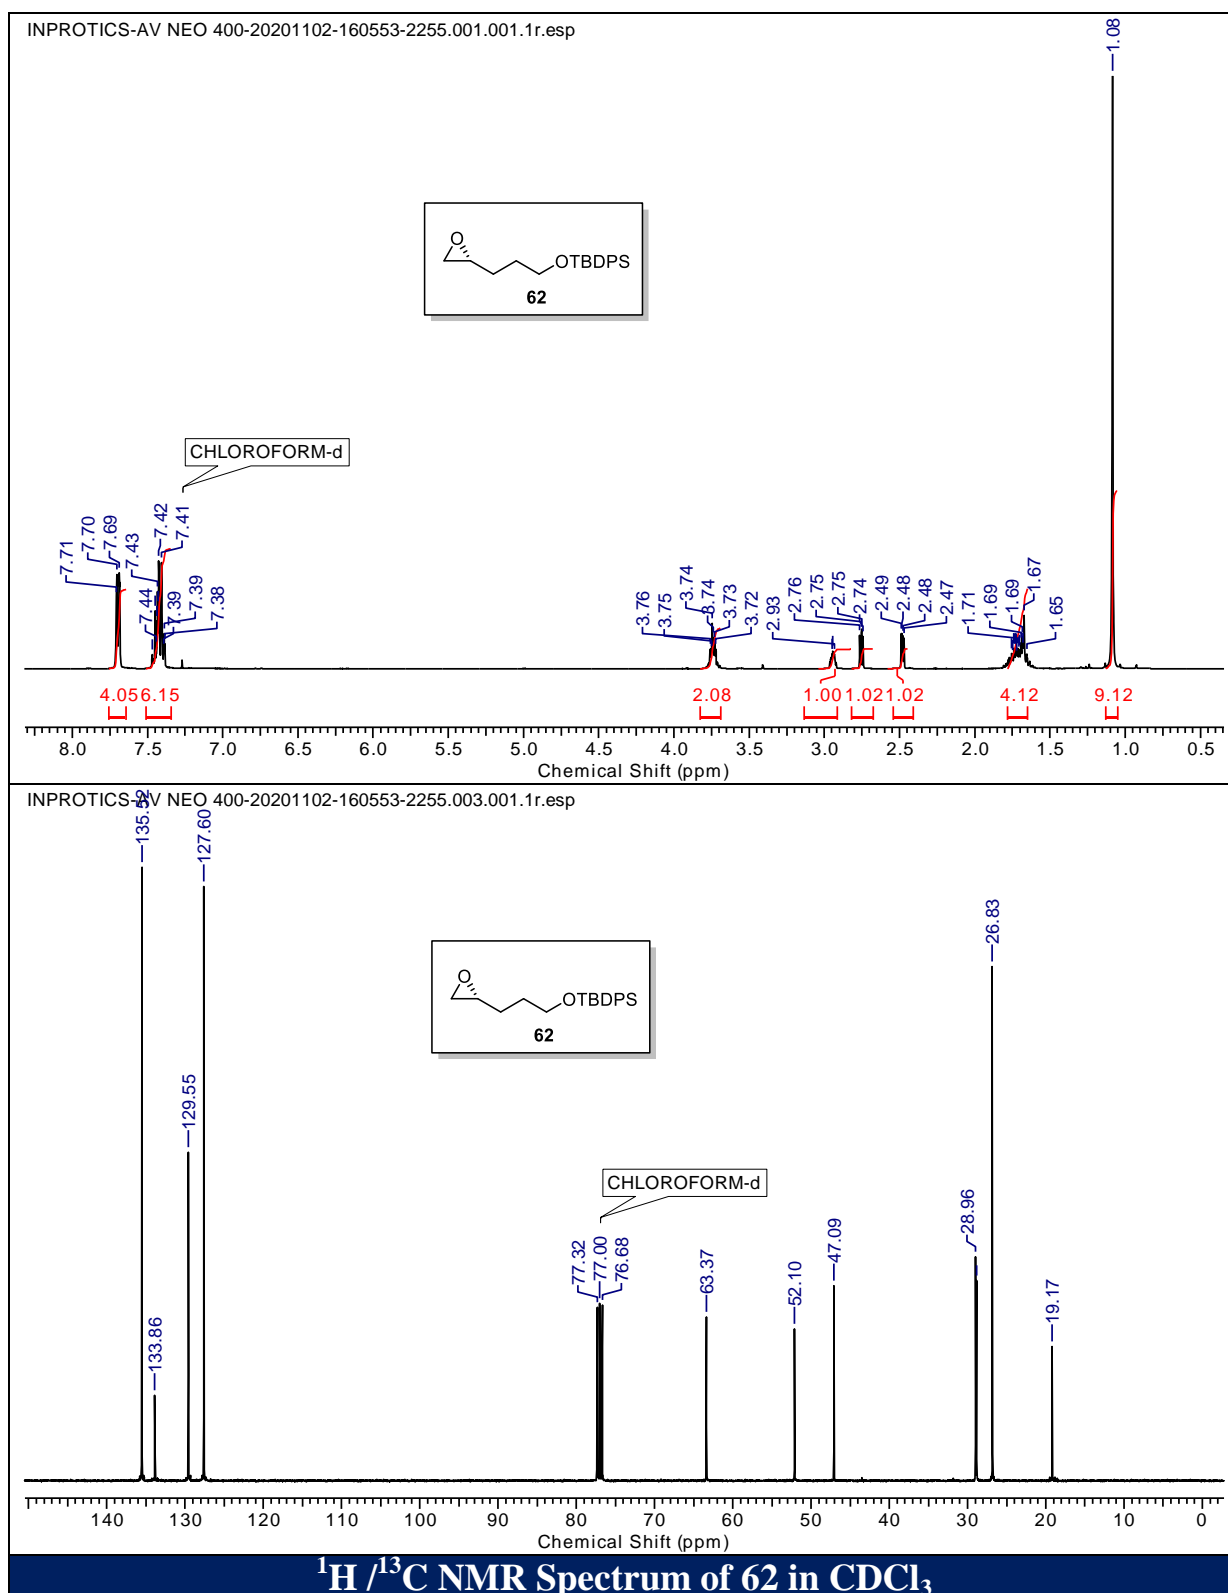 INPROTICS-AV NEO 400-20201102-160553-2255.001.001.1r.esp
1.08
O
OTBDPS
62
CHLOROFORM-d
7.71 7.70 7.69 7.44 7.43 7.42 7.41 7.39 7.39 7.38
3.76 3.75 3.74 3.74 3.73 3.72 2.93 2.76 2.75 2.75 2.74 2.49 2.48 2.48 2.47 1.71 1.69 1.69 1.67 1.65
4.05 6.15 2.08 1.00 1.02 1.02 4.12 9.12
8.0 7.5 7.0 6.5 6.0 5.5 5.0 4.5 4.0 3.5 3.0 2.5 2.0 1.5 1.0 0.5
Chemical Shift (ppm)
INPROTICS-AV NEO 400-20201102-160553-2255.003.001.1r.esp
135.52 133.86 129.55 127.60
O
OTBDPS
62
CHLOROFORM-d
77.32 77.00 76.68 63.37 52.10 47.09 28.96 26.83 19.17
140 130 120 110 100 90 80 70 60 50 40 30 20 10 0
Chemical Shift (ppm)
¹H /¹³C NMR Spectrum of 62 in CDCl₃